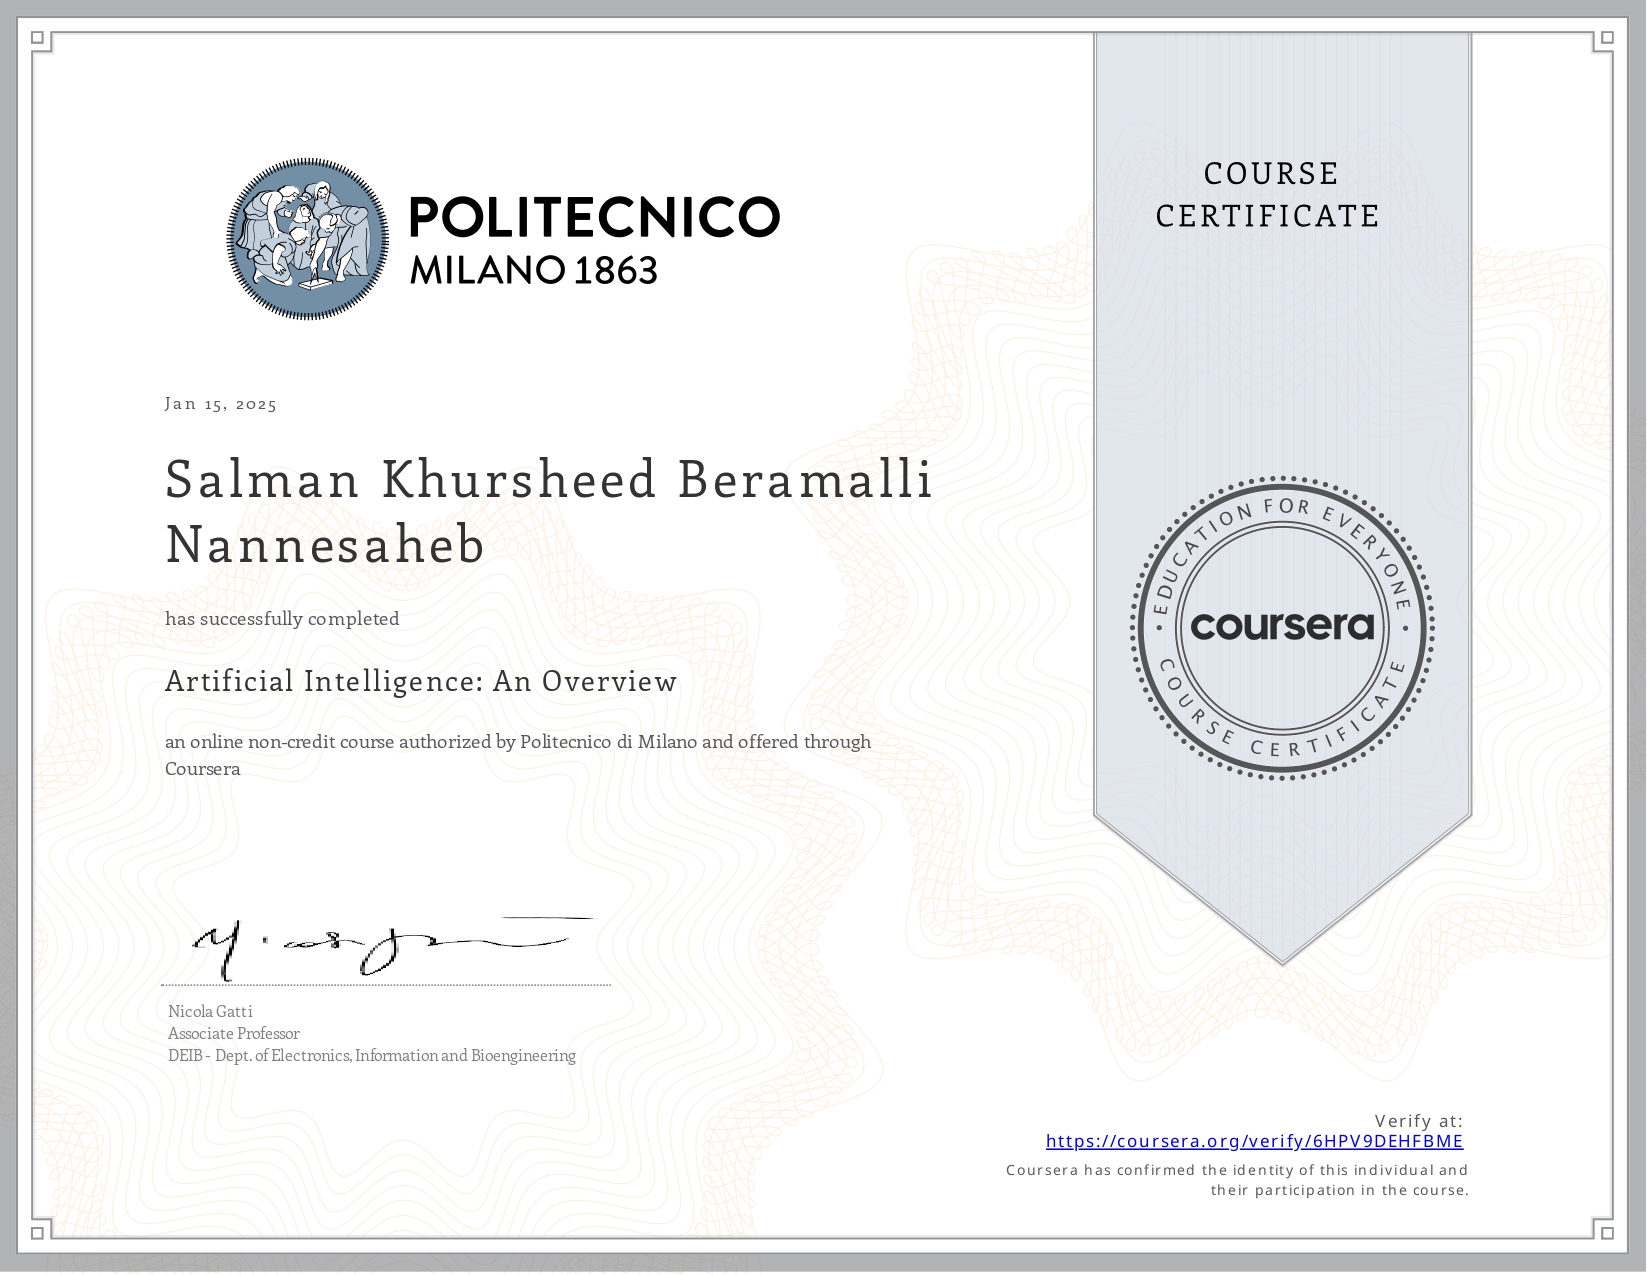 POLITECNICO
MILANO 1863
COURSE
CERTIFICATE
Jan 15, 2025
Salman Khursheed Beramalli
Nannesaheb
has successfully completed
Artificial Intelligence: An Overview
an online non-credit course authorized by Politecnico di Milano and offered through
Coursera
EDUCATION FOR EVERYONE
coursera
COURSE CERTIFICATE
Nicola Gatti
Associate Professor
DEIB - Dept. of Electronics, Information and Bioengineering
Verify at:
https://coursera.org/verify/6HPV9DEHFBME
Coursera has confirmed the identity of this individual and
their participation in the course.